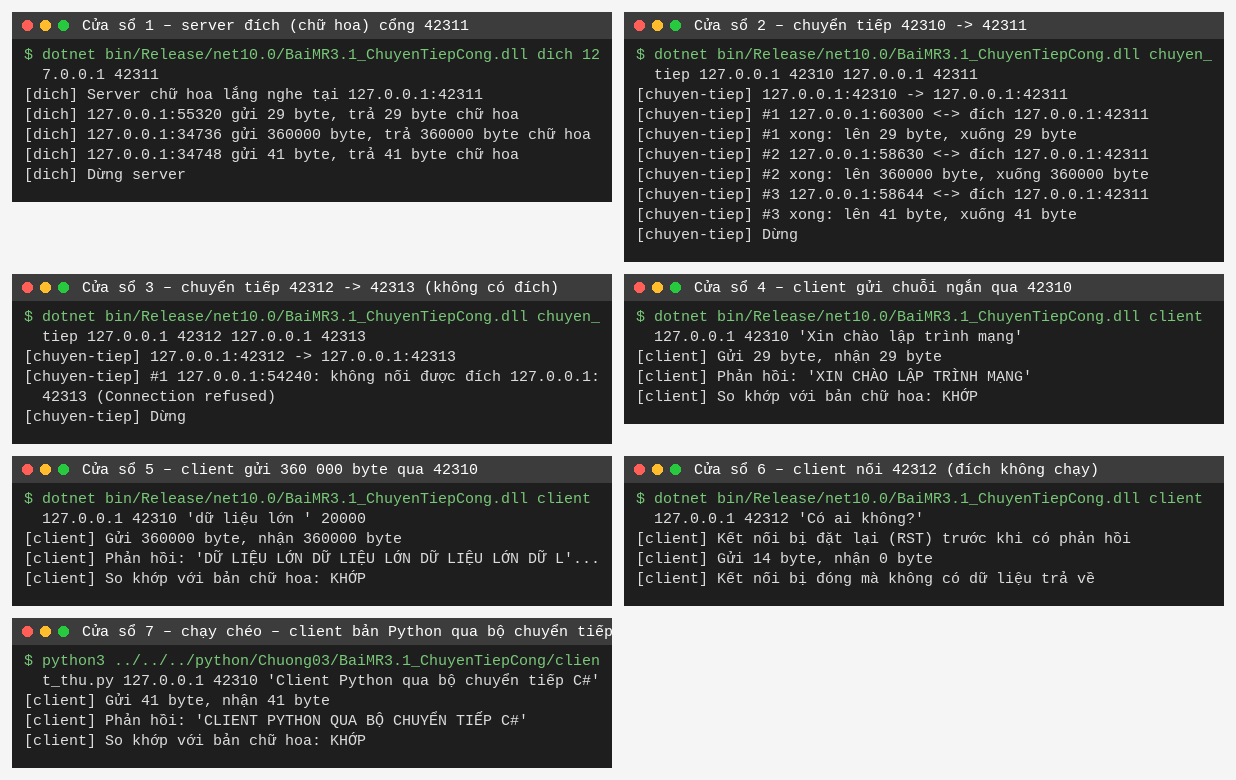 Cửa sổ 1 – server đích (chữ hoa) cổng 42311
$ dotnet bin/Release/net10.0/BaiMR3.1_ChuyenTiepCong.dll dich 12
7.0.0.1 42311
[dich] Server chữ hoa lắng nghe tại 127.0.0.1:42311
[dich] 127.0.0.1:55320 gửi 29 byte, trả 29 byte chữ hoa
[dich] 127.0.0.1:34736 gửi 360000 byte, trả 360000 byte chữ hoa
[dich] 127.0.0.1:34748 gửi 41 byte, trả 41 byte chữ hoa
[dich] Dừng server
Cửa sổ 2 – chuyển tiếp 42310 -> 42311
$ dotnet bin/Release/net10.0/BaiMR3.1_ChuyenTiepCong.dll chuyen_
tiep 127.0.0.1 42310 127.0.0.1 42311
[chuyen-tiep] 127.0.0.1:42310 -> 127.0.0.1:42311
[chuyen-tiep] #1 127.0.0.1:60300 <-> đích 127.0.0.1:42311
[chuyen-tiep] #1 xong: lên 29 byte, xuống 29 byte
[chuyen-tiep] #2 127.0.0.1:58630 <-> đích 127.0.0.1:42311
[chuyen-tiep] #2 xong: lên 360000 byte, xuống 360000 byte
[chuyen-tiep] #3 127.0.0.1:58644 <-> đích 127.0.0.1:42311
[chuyen-tiep] #3 xong: lên 41 byte, xuống 41 byte
[chuyen-tiep] Dừng
Cửa sổ 3 – chuyển tiếp 42312 -> 42313 (không có đích)
$ dotnet bin/Release/net10.0/BaiMR3.1_ChuyenTiepCong.dll chuyen_
tiep 127.0.0.1 42312 127.0.0.1 42313
[chuyen-tiep] 127.0.0.1:42312 -> 127.0.0.1:42313
[chuyen-tiep] #1 127.0.0.1:54240: không nối được đích 127.0.0.1:
42313 (Connection refused)
[chuyen-tiep] Dừng
Cửa sổ 4 – client gửi chuỗi ngắn qua 42310
$ dotnet bin/Release/net10.0/BaiMR3.1_ChuyenTiepCong.dll client
127.0.0.1 42310 'Xin chào lập trình mạng'
[client] Gửi 29 byte, nhận 29 byte
[client] Phản hồi: 'XIN CHÀO LẬP TRÌNH MẠNG'
[client] So khớp với bản chữ hoa: KHỚP
Cửa sổ 5 – client gửi 360 000 byte qua 42310
$ dotnet bin/Release/net10.0/BaiMR3.1_ChuyenTiepCong.dll client
127.0.0.1 42310 'dữ liệu lớn ' 20000
[client] Gửi 360000 byte, nhận 360000 byte
[client] Phản hồi: 'DỮ LIỆU LỚN DỮ LIỆU LỚN DỮ LIỆU LỚN DỮ L'...
[client] So khớp với bản chữ hoa: KHỚP
Cửa sổ 6 – client nối 42312 (đích không chạy)
$ dotnet bin/Release/net10.0/BaiMR3.1_ChuyenTiepCong.dll client
127.0.0.1 42312 'Có ai không?'
[client] Kết nối bị đặt lại (RST) trước khi có phản hồi
[client] Gửi 14 byte, nhận 0 byte
[client] Kết nối bị đóng mà không có dữ liệu trả về
Cửa sổ 7 – chạy chéo – client bản Python qua bộ chuyển tiếp
$ python3 ../../../python/Chuong03/BaiMR3.1_ChuyenTiepCong/clien
t_thu.py 127.0.0.1 42310 'Client Python qua bộ chuyển tiếp C#'
[client] Gửi 41 byte, nhận 41 byte
[client] Phản hồi: 'CLIENT PYTHON QUA BỘ CHUYỂN TIẾP C#'
[client] So khớp với bản chữ hoa: KHỚP